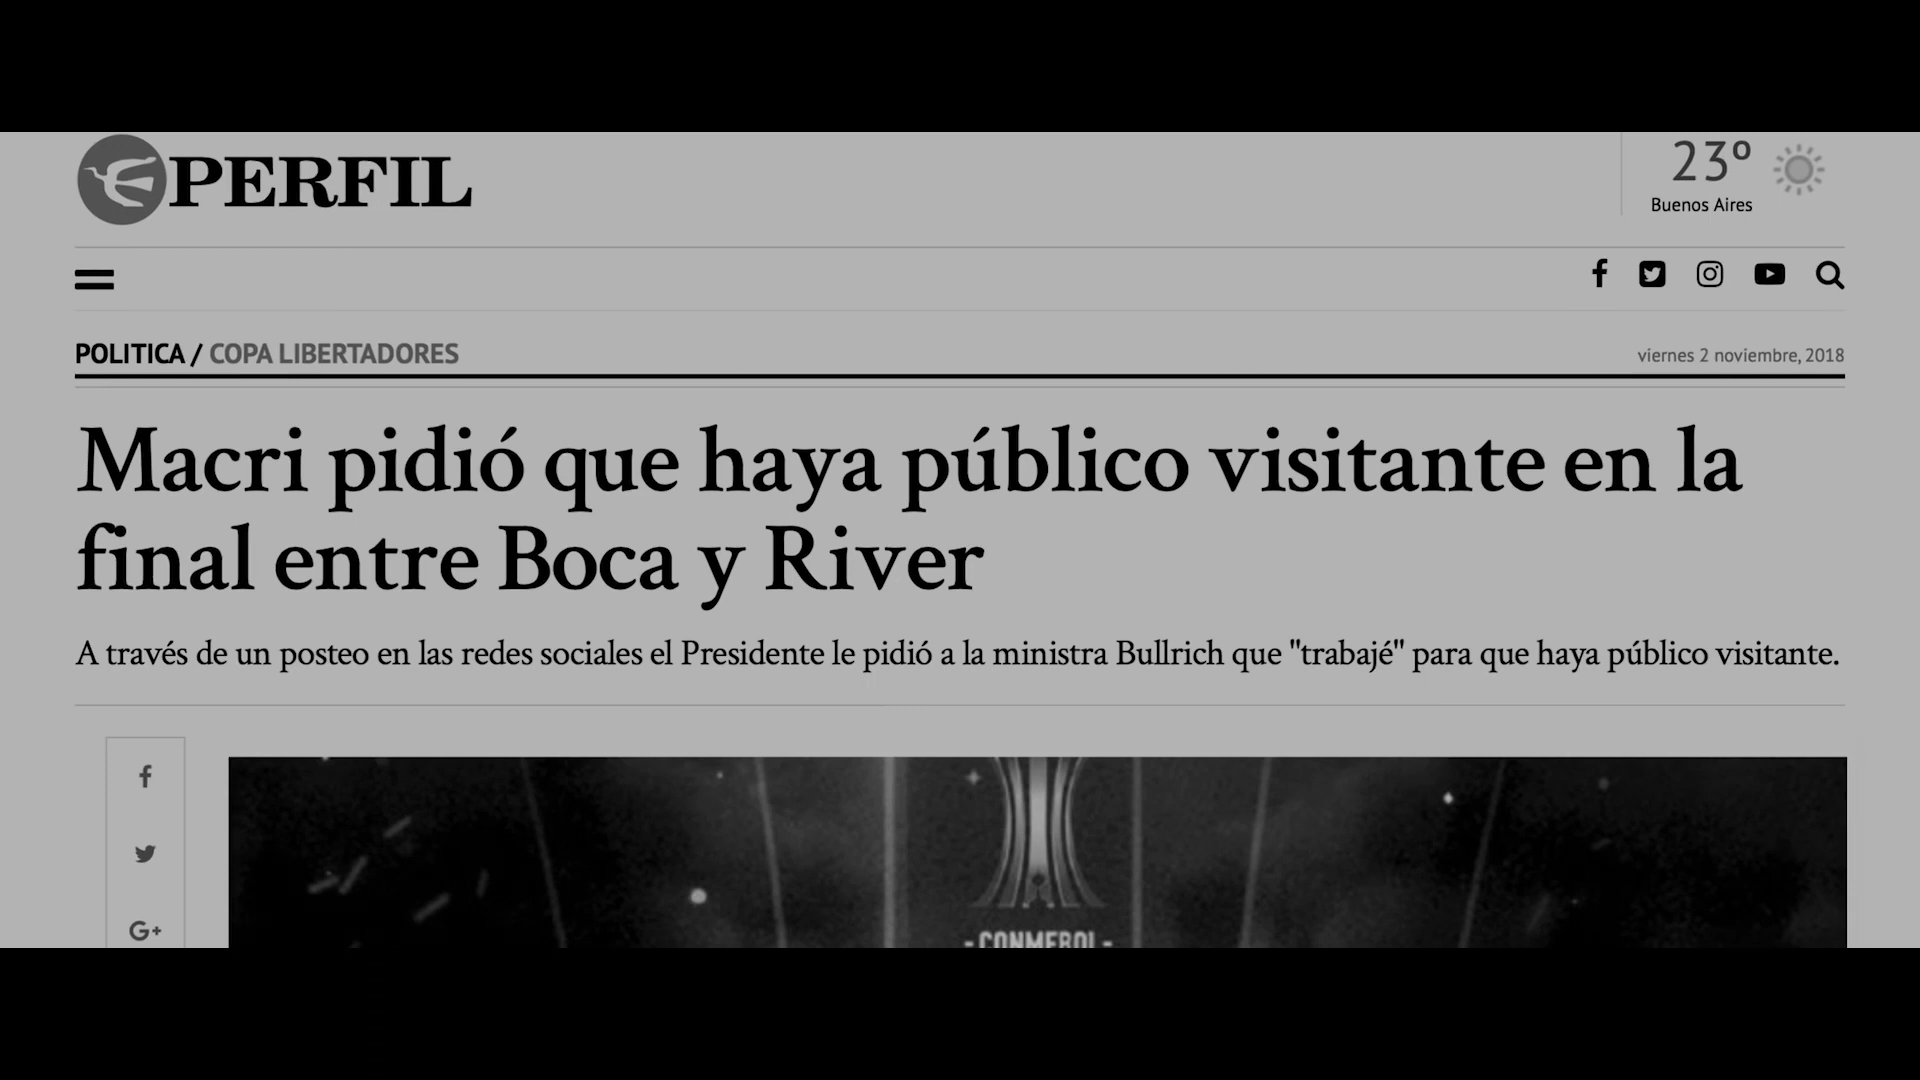 PERFIL
23º
Buenos Aires
POLITICA / COPA LIBERTADORES
viernes 2 noviembre, 2018
Macri pidió que haya público visitante en la
final entre Boca y River
A través de un posteo en las redes sociales el Presidente le pidió a la ministra Bullrich que "trabajé" para que haya público visitante.
G+
- CONMEBOL -